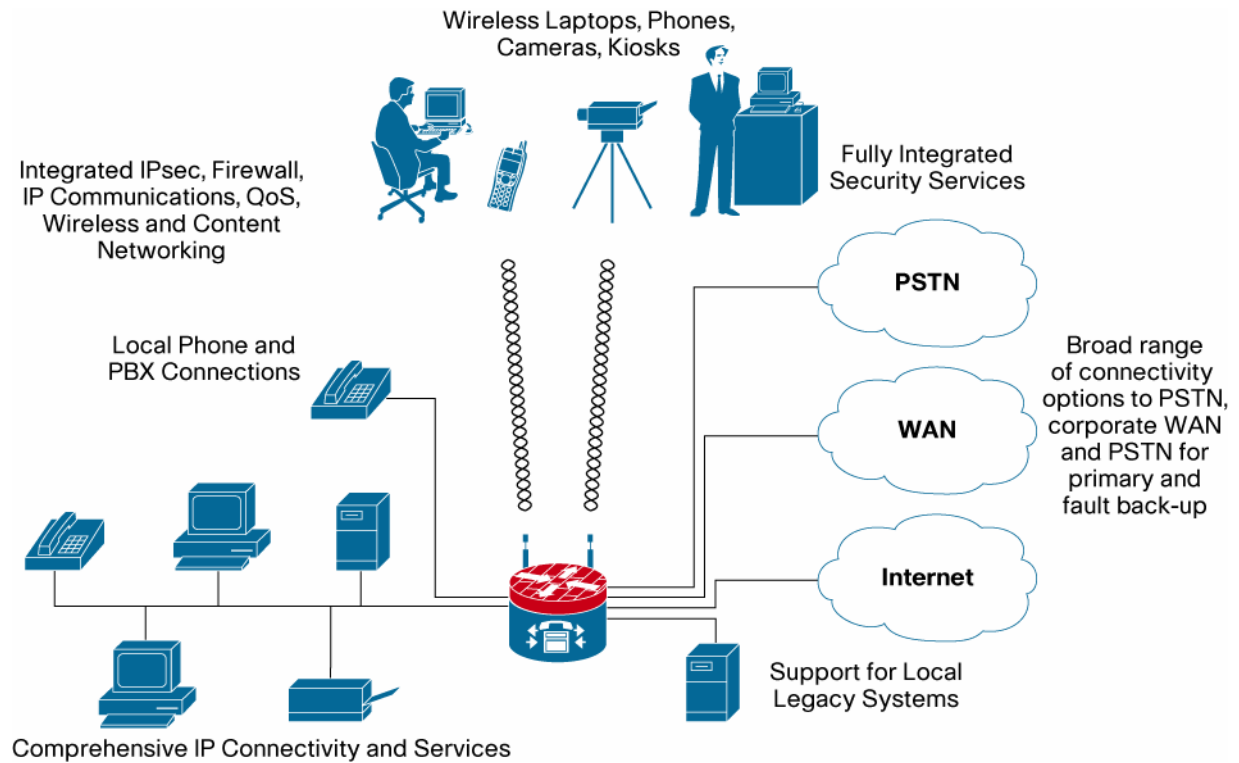 Wireless Laptops, Phones,
Cameras, Kiosks
Integrated IPsec, Firewall,
IP Communications, QoS,
Wireless and Content
Networking
Fully Integrated
Security Services
PSTN
Local Phone and
PBX Connections
Broad range
of connectivity
options to PSTN,
corporate WAN
and PSTN for
primary and
fault back-up
WAN
Internet
Support for Local
Legacy Systems
Comprehensive IP Connectivity and Services